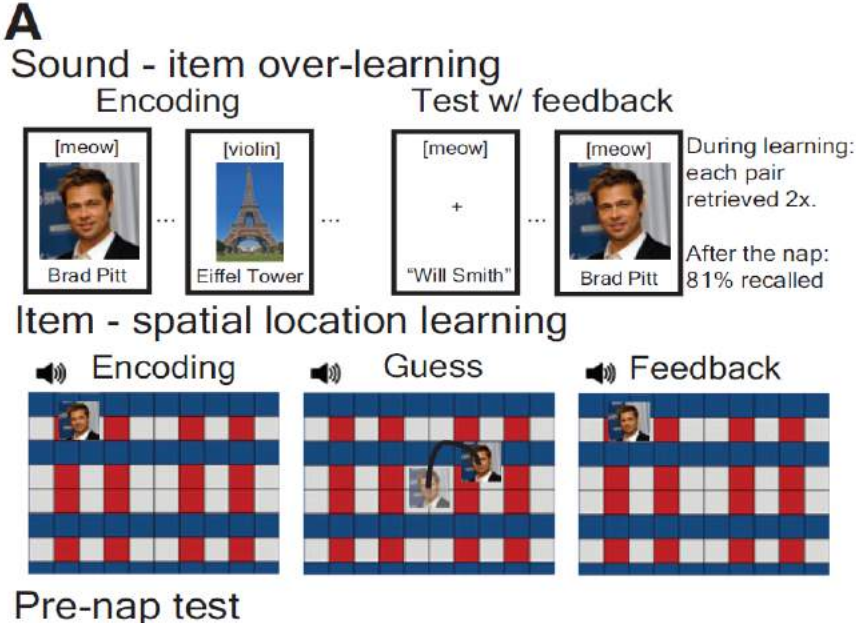 A
Sound - item over-learning
Encoding
Test w/ feedback
[meow]
Brad Pitt
...
[violin]
Eiffel Tower
...
[meow]
+
“Will Smith”
...
[meow]
Brad Pitt
During learning:
each pair
retrieved 2x.
After the nap:
81% recalled
Item - spatial location learning
Encoding
Guess
Feedback
Pre-nap test